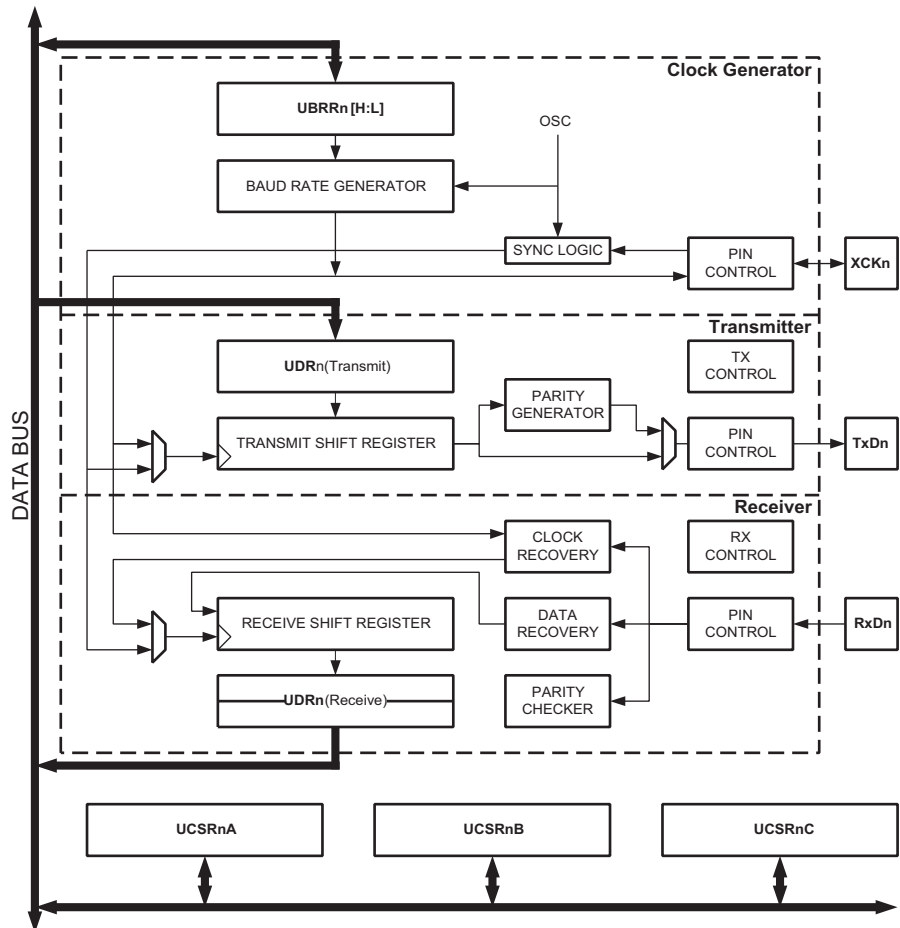 Clock Generator
UBRRn [H:L]
OSC
BAUD RATE GENERATOR
SYNC LOGIC
PIN
CONTROL
XCKn
Transmitter
UDRn(Transmit)
TX
CONTROL
PARITY
GENERATOR
TRANSMIT SHIFT REGISTER
PIN
CONTROL
TxDn
DATA BUS
Receiver
CLOCK
RECOVERY
RX
CONTROL
RECEIVE SHIFT REGISTER
DATA
RECOVERY
PIN
CONTROL
RxDn
UDRn(Receive)
PARITY
CHECKER
UCSRnA
UCSRnB
UCSRnC